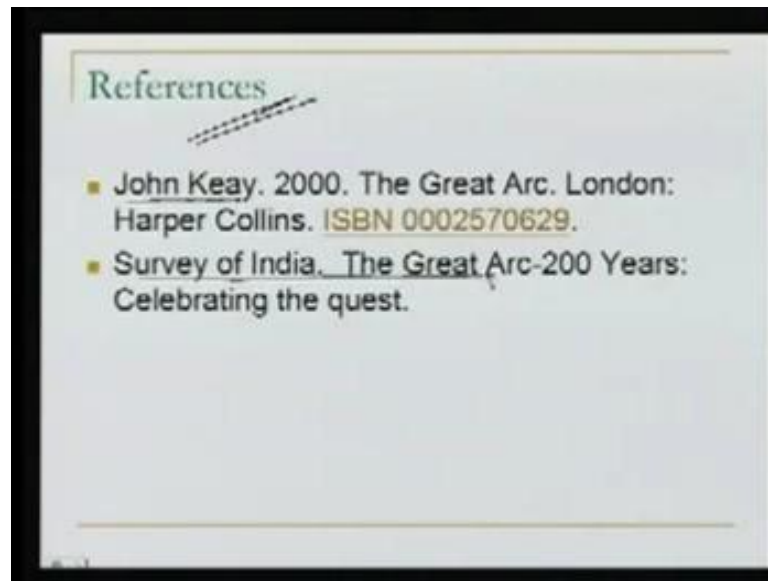 References
John Keay. 2000. The Great Arc. London:
Harper Collins. ISBN 0002570629.
Survey of India. The Great Arc-200 Years:
Celebrating the quest.